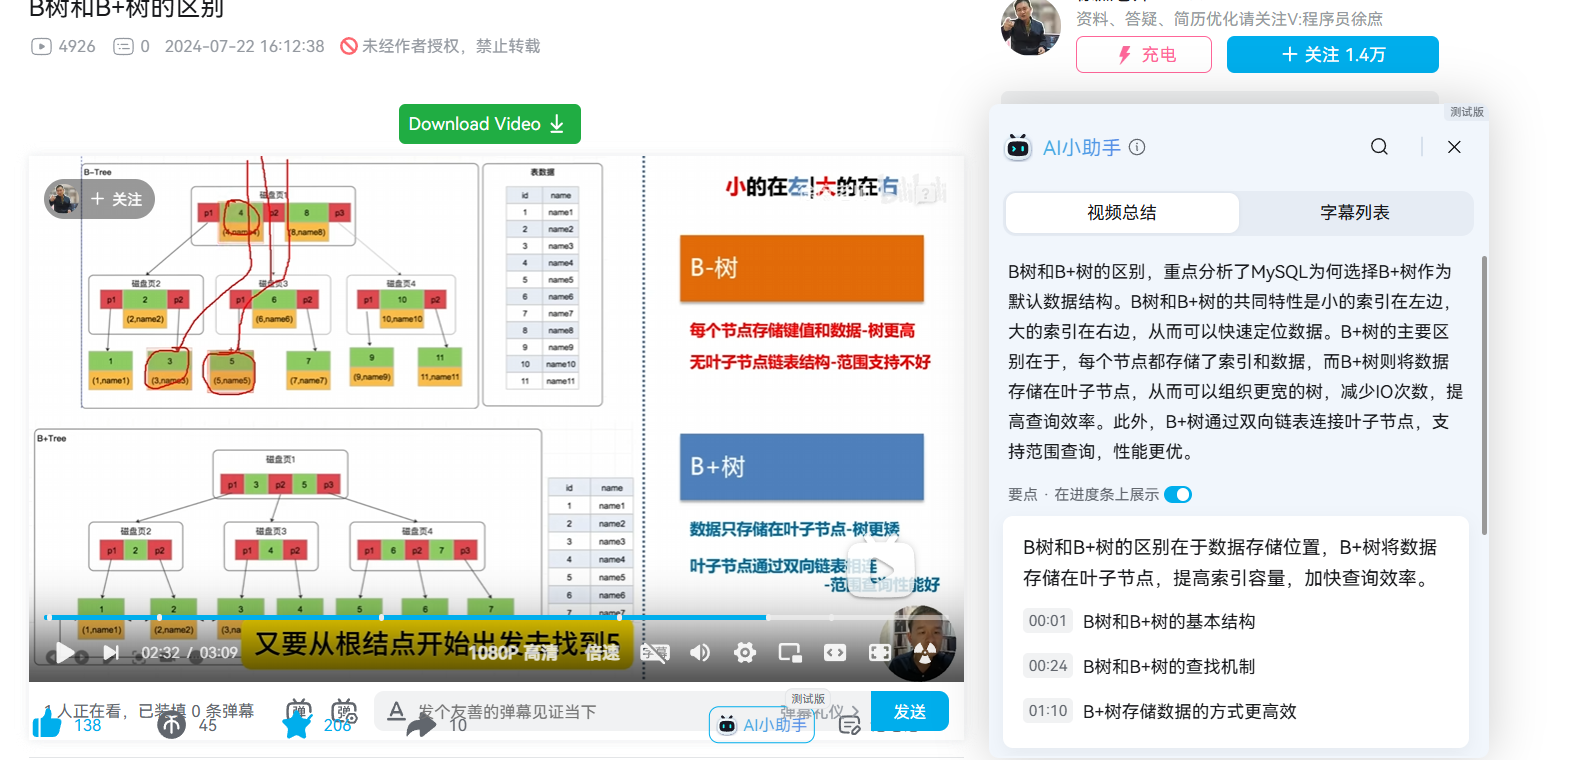 B树和B+树的区别
4926 0 2024-07-22 16:12:38 未经作者授权，禁止转载
资料、答疑、简历优化请关注V:程序员徐庶
充电
+ 关注 1.4万
Download Video
+ 关注
B-Tree
磁盘页1
p1 4 p2 8 p3
(8,name8)
磁盘页2
p1 2 p2
(2,name2)
磁盘页3
p1 6 p2
(6,name6)
磁盘页4
p1 10 p2
10,name10
1
(1,name1)
3
(3,name3)
5
(5,name5)
7
(7,name7)
9
(9,name9)
11
11,name11
表数据
id name
1 name1
2 name2
3 name3
4 name4
5 name5
6 name6
7 name7
8 name8
9 name9
10 name10
11 name11
小的在左|大的在右
B-树
每个节点存储键值和数据-树更高
无叶子节点链表结构-范围支持不好
B+Tree
磁盘页1
p1 3 p2 5 p3
磁盘页2
p1 2 p2
磁盘页3
p1 4 p2
磁盘页4
p1 6 p2 7 p3
1 2 3 4 5 6 7
(1,name1) (2,name2)
id name
1 name1
2 name2
3 name3
4 name4
5 name5
6 name6
7 name7
B+树
数据只存储在叶子节点-树更矮
叶子节点通过双向链表相连
-范围查询性能好
又要从根结点开始出发去找到5
02:32 / 03:09
1080P 高清 倍速 字幕
1 人正在看，已装填 0 条弹幕
弹 弹
A 发个友善的弹幕见证当下
弹幕礼仪 >
发送
138 45 206 10
测试版
AI小助手
测试版
AI小助手
视频总结 字幕列表
B树和B+树的区别，重点分析了MySQL为何选择B+树作为
默认数据结构。B树和B+树的共同特性是小的索引在左边，
大的索引在右边，从而可以快速定位数据。B+树的主要区
别在于，每个节点都存储了索引和数据，而B+树则将数据
存储在叶子节点，从而可以组织更宽的树，减少IO次数，提
高查询效率。此外，B+树通过双向链表连接叶子节点，支
持范围查询，性能更优。
要点 · 在进度条上展示
B树和B+树的区别在于数据存储位置，B+树将数据
存储在叶子节点，提高索引容量，加快查询效率。
00:01 B树和B+树的基本结构
00:24 B树和B+树的查找机制
01:10 B+树存储数据的方式更高效